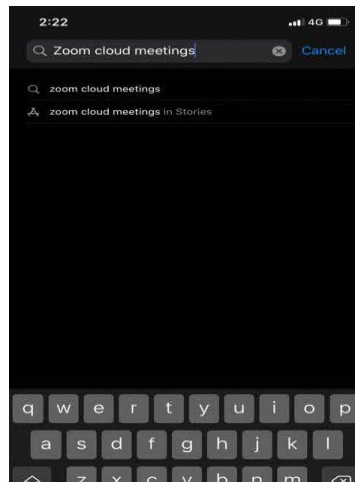 2:22 4G
Zoom cloud meetings Cancel
zoom cloud meetings
zoom cloud meetings in Stories
q w e r t y u i o p
a s d f g h j k l
z x c v b n m